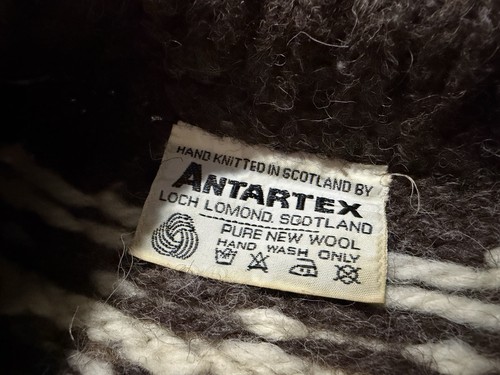 HAND KNITTED IN SCOTLAND BY
ANTARTEX
LOCH LOMOND. SCOTLAND
PURE NEW WOOL
HAND WASH ONLY